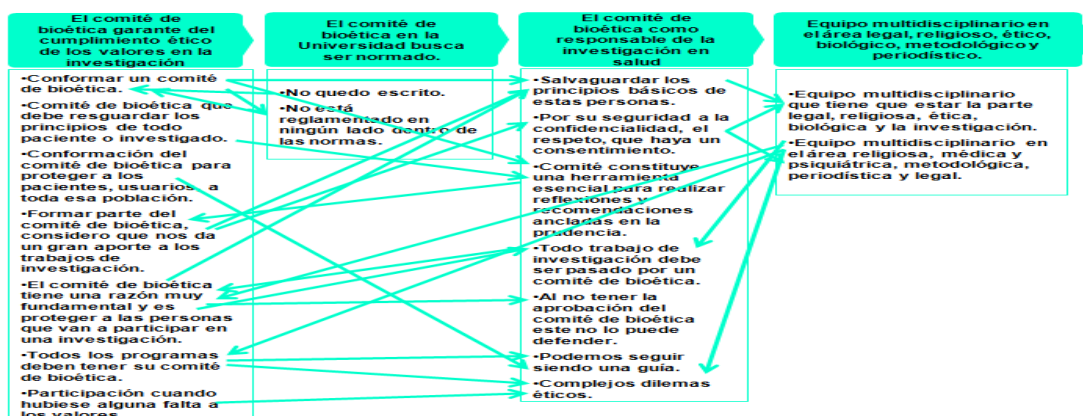 El comité de
bioética garante del
cumplimiento ético
de los valores en la
investigación
•Conformar un comité
de bioética.
•Comité de bioética que
debe resguardar los
principios de todo
paciente o investigado.
•Conformación del
comité de bioética para
proteger a los
pacientes, usuarios a
toda esa población.
•Formar parte del
comité de bioética,
considero que nos da
un gran aporte a los
trabajos de
investigación.
•El comité de bioética
tiene una razón muy
fundamental y es
proteger a las personas
que van a participar en
una investigación.
•Todos los programas
deben tener su comité
de bioética.
•Participación cuando
hubiese alguna falta a
los valores
El comité de
bioética en la
Universidad busca
ser normado.
•No quedo escrito.
•No está
reglamentado en
ningún lado dentro de
las normas.
El comité de
bioética como
responsable de la
investigación en
salud
•Salvaguardar los
principios básicos de
estas personas.
•Por su seguridad a la
confidencialidad, el
respeto, que haya un
consentimiento.
•Comité constituye
una herramienta
esencial para realizar
reflexiones y
recomendaciones
ancladas en la
prudencia.
•Todo trabajo de
investigación debe
ser pasado por un
comité de bioética.
•Al no tener la
aprobación del
comité de bioética
este no lo puede
defender.
•Podemos seguir
siendo una guía.
•Complejos dilemas
éticos.
Equipo multidisciplinario en
el área legal, religioso, ético,
biológico, metodológico y
periodístico.
•Equipo multidisciplinario
que tiene que estar la parte
legal, religiosa, ética,
biológica y la investigación.
•Equipo multidisciplinario en
el área religiosa, médica y
psiquiátrica, metodológica,
periodística y legal.